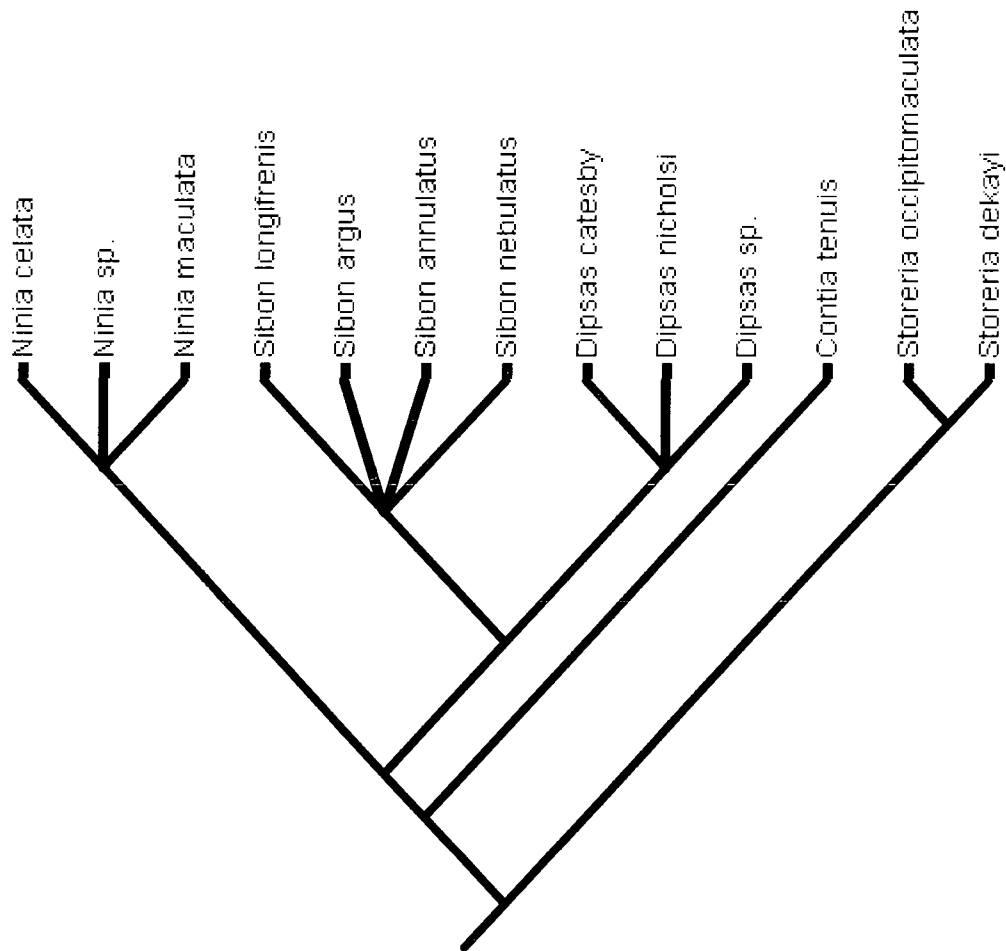 Ninia celata
Ninia sp.
Ninia maculata
Sibon longifrenis
Sibon argus
Sibon annulatus
Sibon nebulatus
Dipsas catesby
Dipsas nicholsi
Dipsas sp.
Contia tenuis
Storeria occipitomaculata
Storeria dekayi